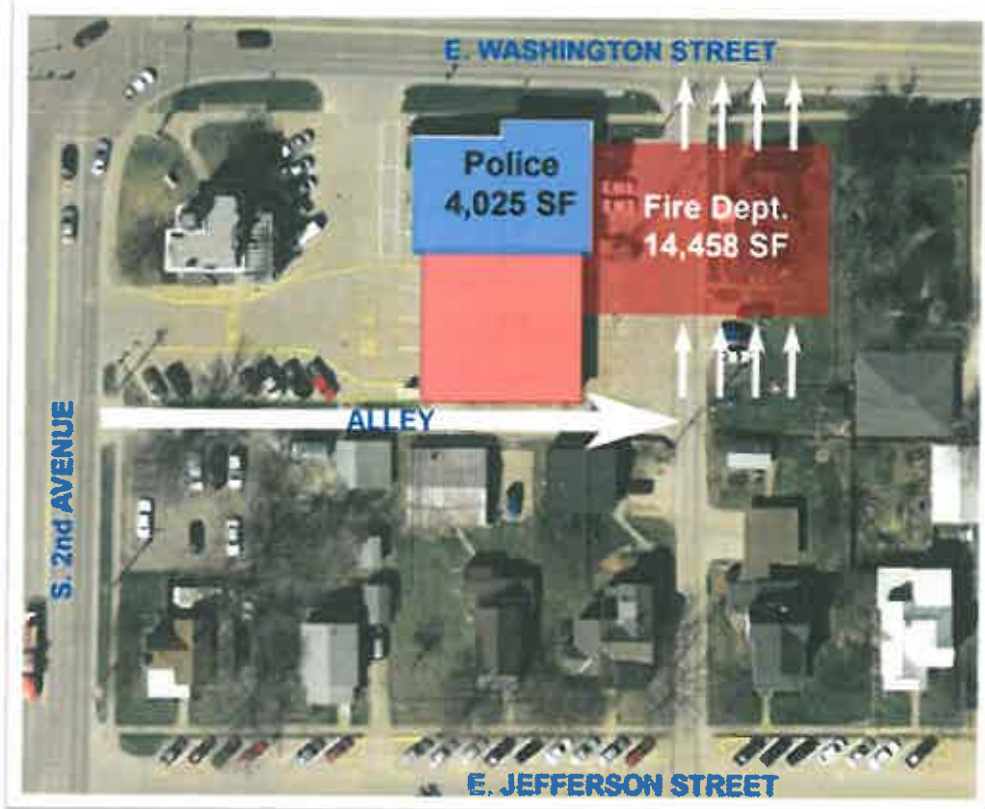 E. WASHINGTON STREET
Police
4,025 SF
Fire Dept.
14,458 SF
ALLEY
S. 2nd AVENUE
E. JEFFERSON STREET